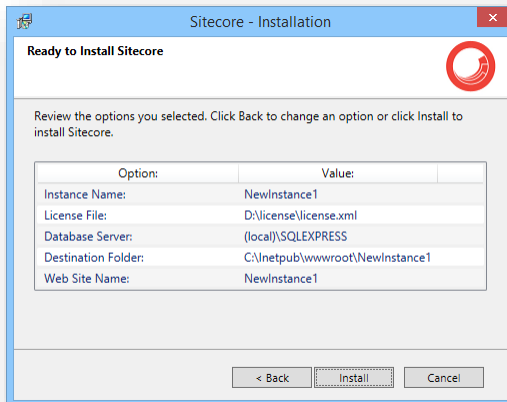 Sitecore - Installation
Ready to Install Sitecore
Review the options you selected. Click Back to change an option or click Install to
install Sitecore.
Option: Value:
Instance Name: NewInstance1
License File: D:\license\license.xml
Database Server: (local)\SQLEXPRESS
Destination Folder: C:\Inetpub\wwwroot\NewInstance1
Web Site Name: NewInstance1
< Back Install Cancel